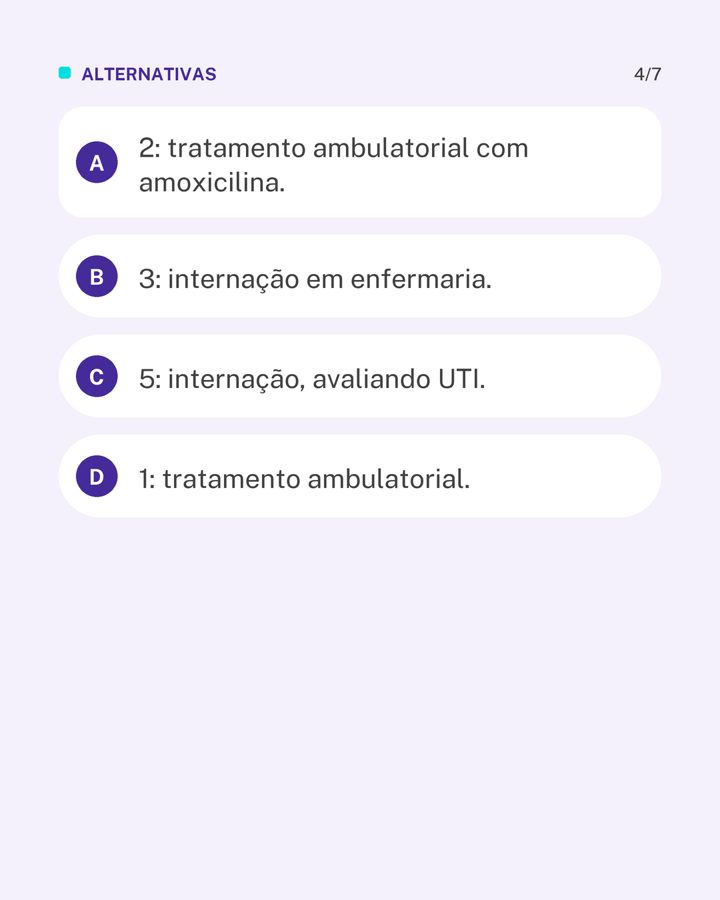 ALTERNATIVAS
4/7
A
2: tratamento ambulatorial com
amoxicilina.
B
3: internação em enfermaria.
C
5: internação, avaliando UTI.
D
1: tratamento ambulatorial.